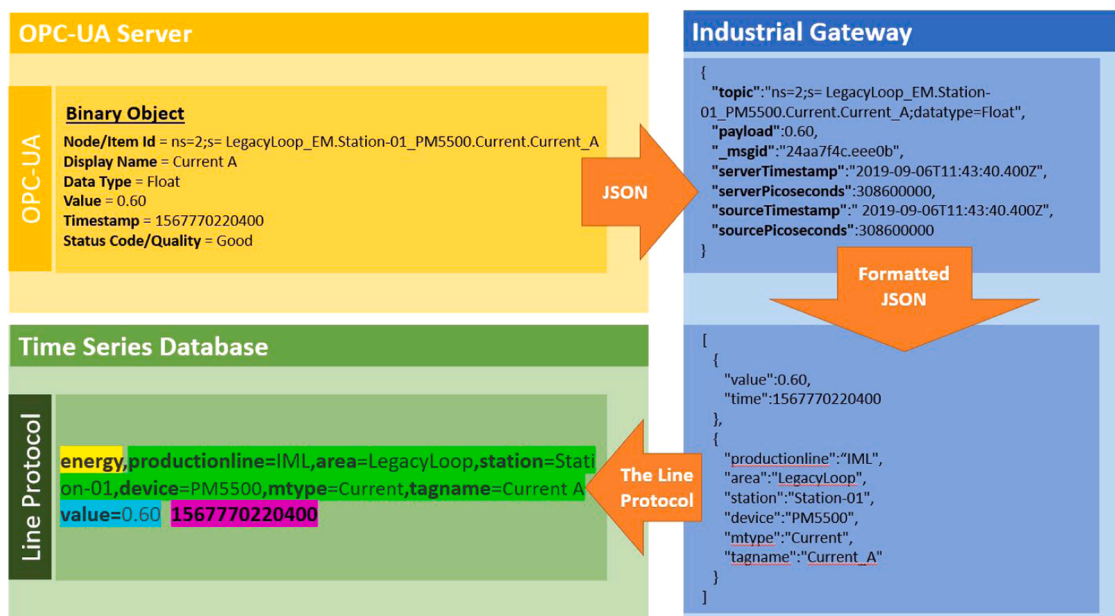 OPC-UA Server
OPC-UA
Binary Object
Node/Item Id = ns=2;s= LegacyLoop_EM.Station-01_PM5500.Current.Current_A
Display Name = Current A
Data Type = Float
Value = 0.60
Timestamp = 1567770220400
Status Code/Quality = Good
JSON
Industrial Gateway
{
"topic":"ns=2;s= LegacyLoop_EM.Station-
01_PM5500.Current.Current_A;datatype=Float",
"payload":0.60,
"_msgid":"24aa7f4c.eee0b",
"serverTimestamp":"2019-09-06T11:43:40.400Z",
"serverPicoseconds":308600000,
"sourceTimestamp":" 2019-09-06T11:43:40.400Z",
"sourcePicoseconds":308600000
}
Formatted
JSON
[
{
"value":0.60,
"time":1567770220400
},
{
"productionline":“IML",
"area":"LegacyLoop",
"station":"Station-01",
"device":"PM5500",
"mtype":"Current",
"tagname":"Current_A"
}
]
The Line
Protocol
Time Series Database
Line Protocol
energy,productionline=IML,area=LegacyLoop,station=Stati
on-01,device=PM5500,mtype=Current,tagname=Current A
value=0.60 1567770220400